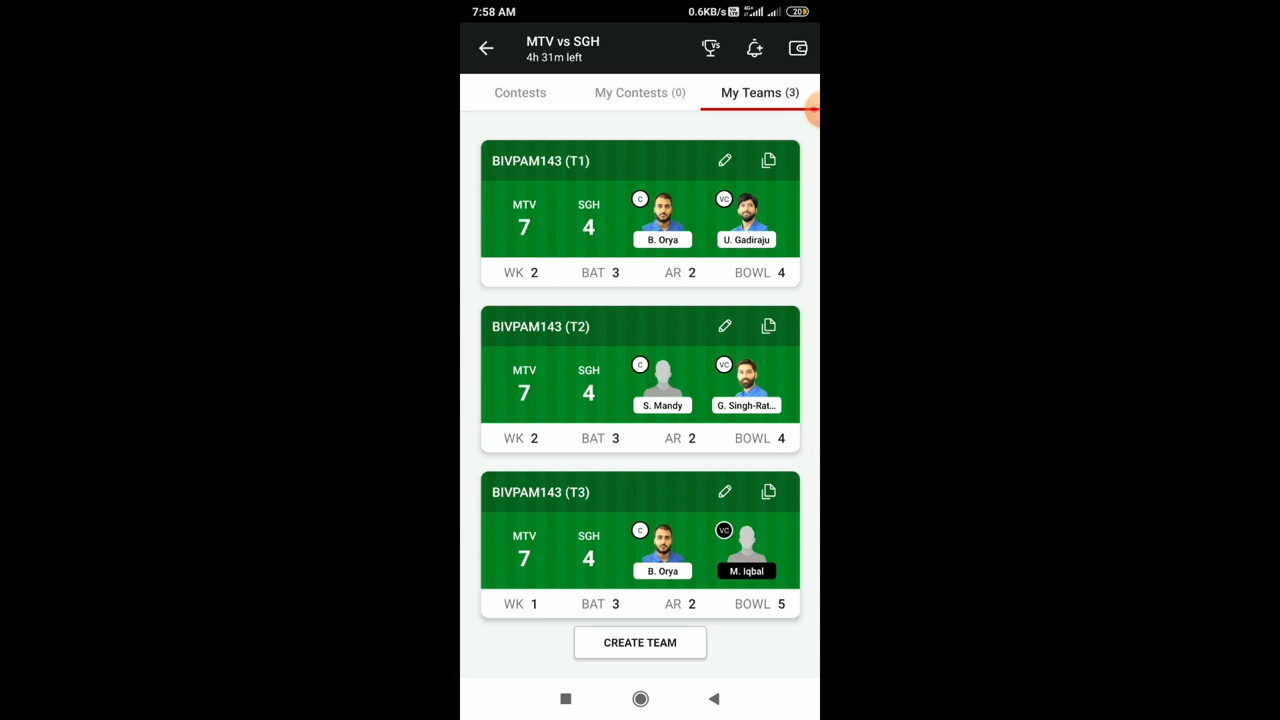 7:58 AM
0.6KB/s 4G+ 20
MTV vs SGH
4h 31m left
VS
Contests
My Contests (0)
My Teams (3)
BIVPAM143 (T1)
MTV
7
SGH
4
C
B. Orya
VC
U. Gadiraju
WK 2
BAT 3
AR 2
BOWL 4
BIVPAM143 (T2)
MTV
7
SGH
4
C
S. Mandy
VC
G. Singh-Rat...
WK 2
BAT 3
AR 2
BOWL 4
BIVPAM143 (T3)
MTV
7
SGH
4
C
B. Orya
VC
M. Iqbal
WK 1
BAT 3
AR 2
BOWL 5
CREATE TEAM